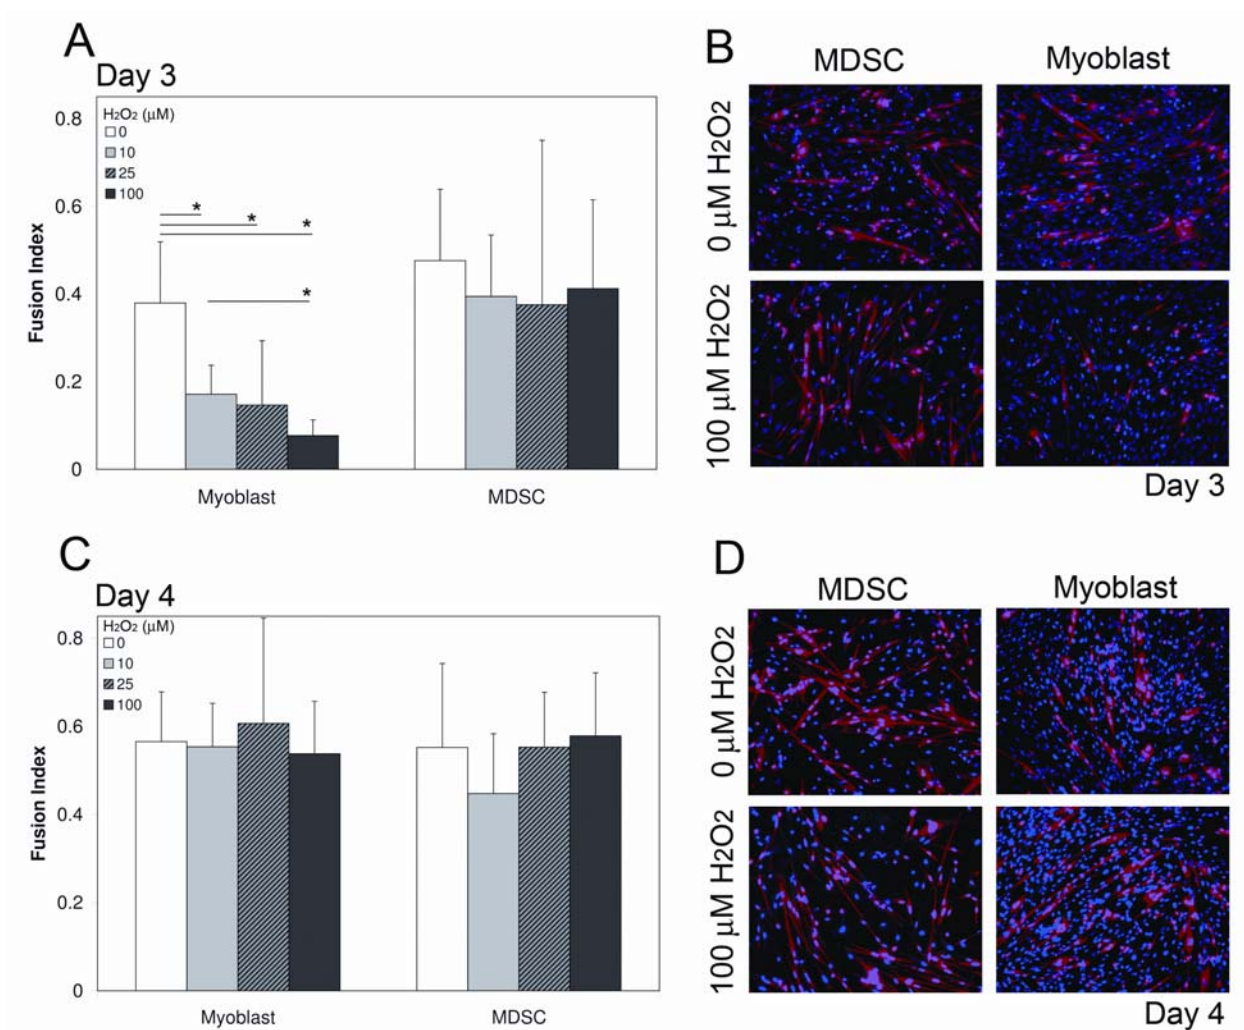 A
Day 3
H2O2 (μM)
0
10
25
100
0.8
0.6
0.4
0.2
0
Fusion Index
*
*
*
*
Myoblast
MDSC
B
MDSC
Myoblast
0 μM H2O2
100 μM H2O2
Day 3
C
Day 4
H2O2 (μM)
0
10
25
100
0.8
0.6
0.4
0.2
0
Fusion Index
Myoblast
MDSC
D
MDSC
Myoblast
0 μM H2O2
100 μM H2O2
Day 4